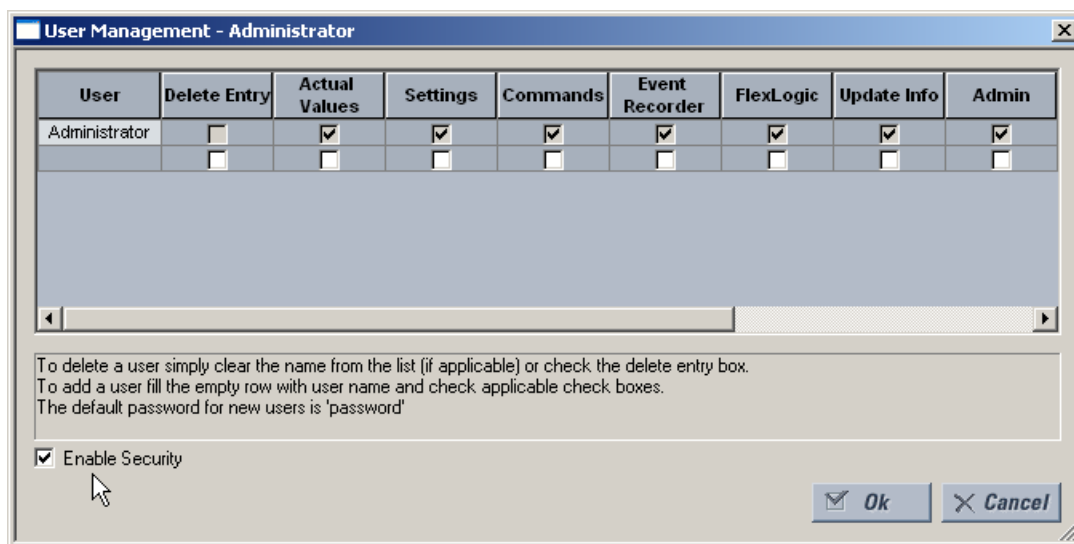 User Management - Administrator
User Delete Entry Actual Values Settings Commands Event Recorder FlexLogic Update Info Admin
Administrator
To delete a user simply clear the name from the list (if applicable) or check the delete entry box.
To add a user fill the empty row with user name and check applicable check boxes.
The default password for new users is 'password'
Enable Security
Ok Cancel